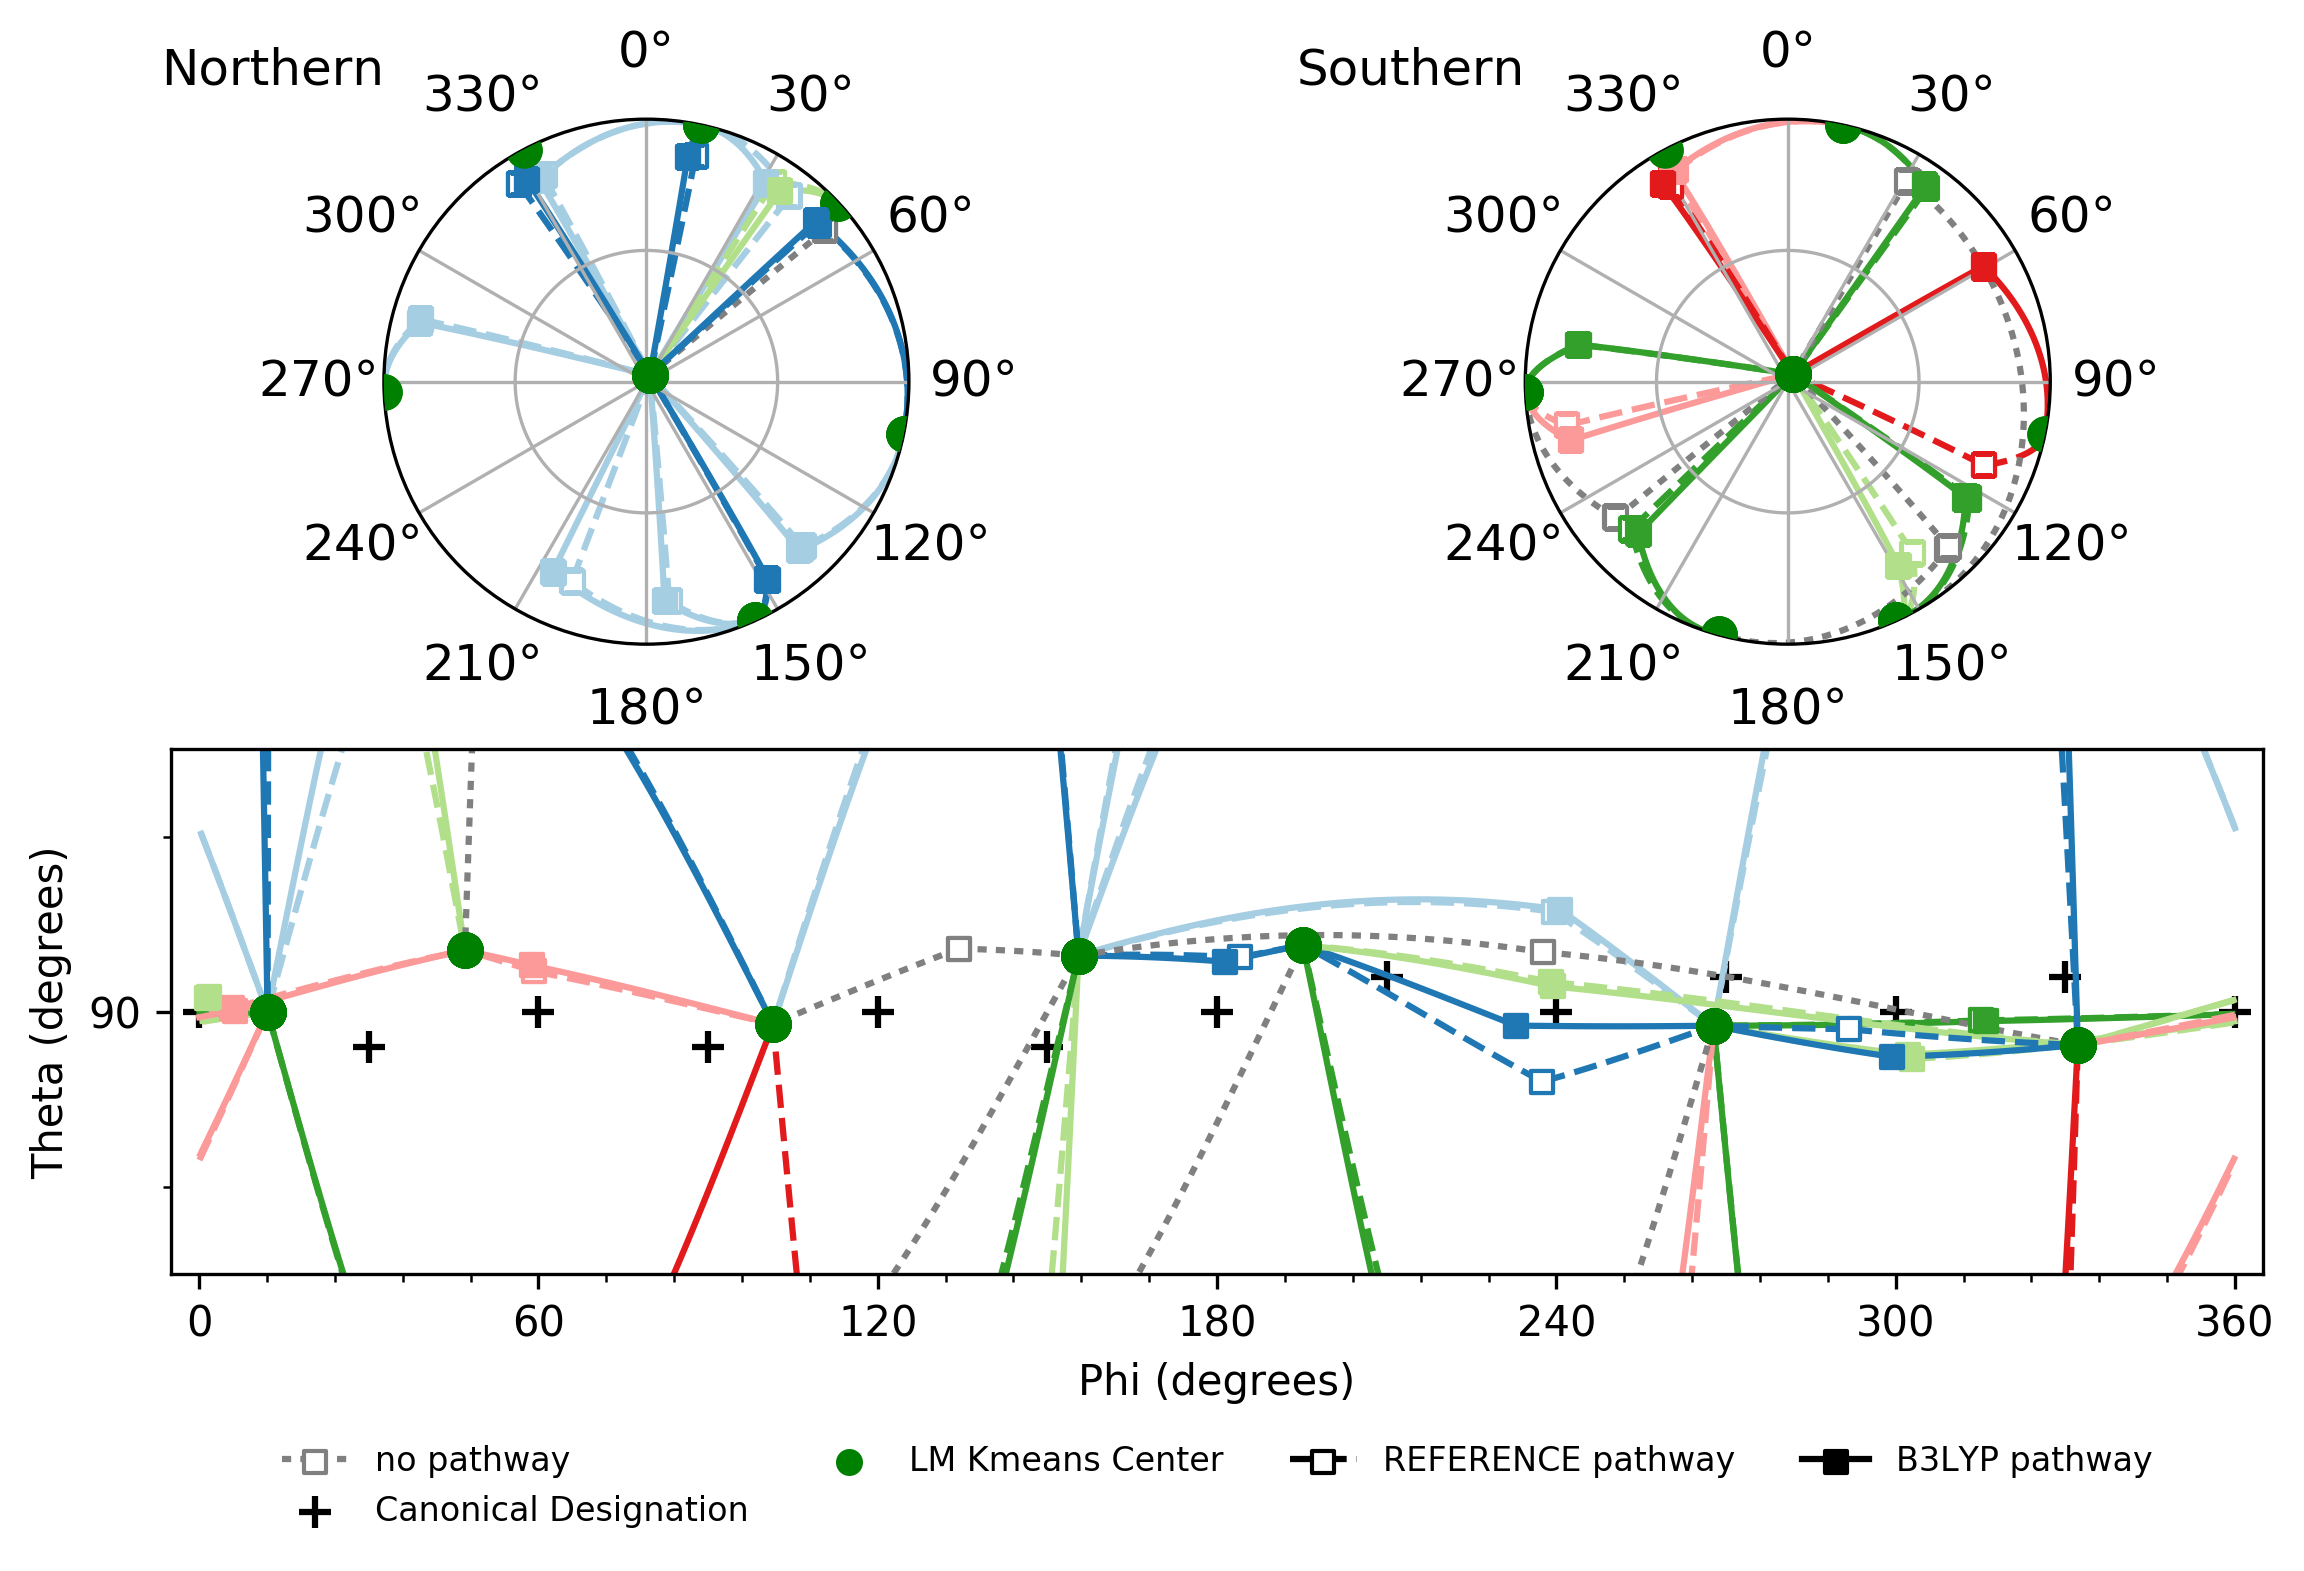 Northern
0°
30°
60°
90°
120°
150°
180°
210°
240°
270°
300°
330°
Southern
0°
30°
60°
90°
120°
150°
180°
210°
240°
270°
300°
330°
Theta (degrees)
90
0 60 120 180 240 300 360
Phi (degrees)
no pathway
Canonical Designation
LM Kmeans Center
REFERENCE pathway
B3LYP pathway